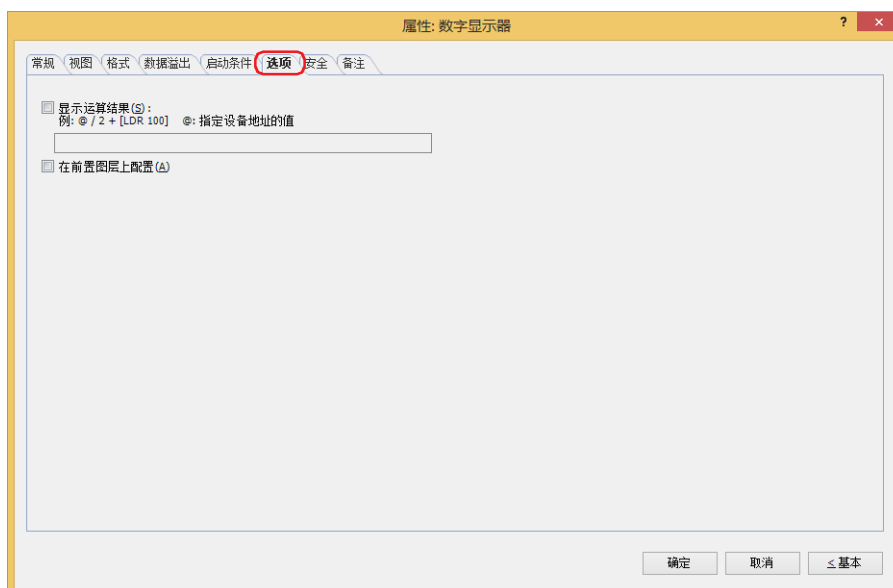 属性: 数字显示器
? ×
常规 视图 格式 数据溢出 启动条件 选项 安全 备注
显示运算结果(S):
例: @ / 2 + [LDR 100] @: 指定设备地址的值
在前置图层上配置(A)
确定 取消 ≤ 基本